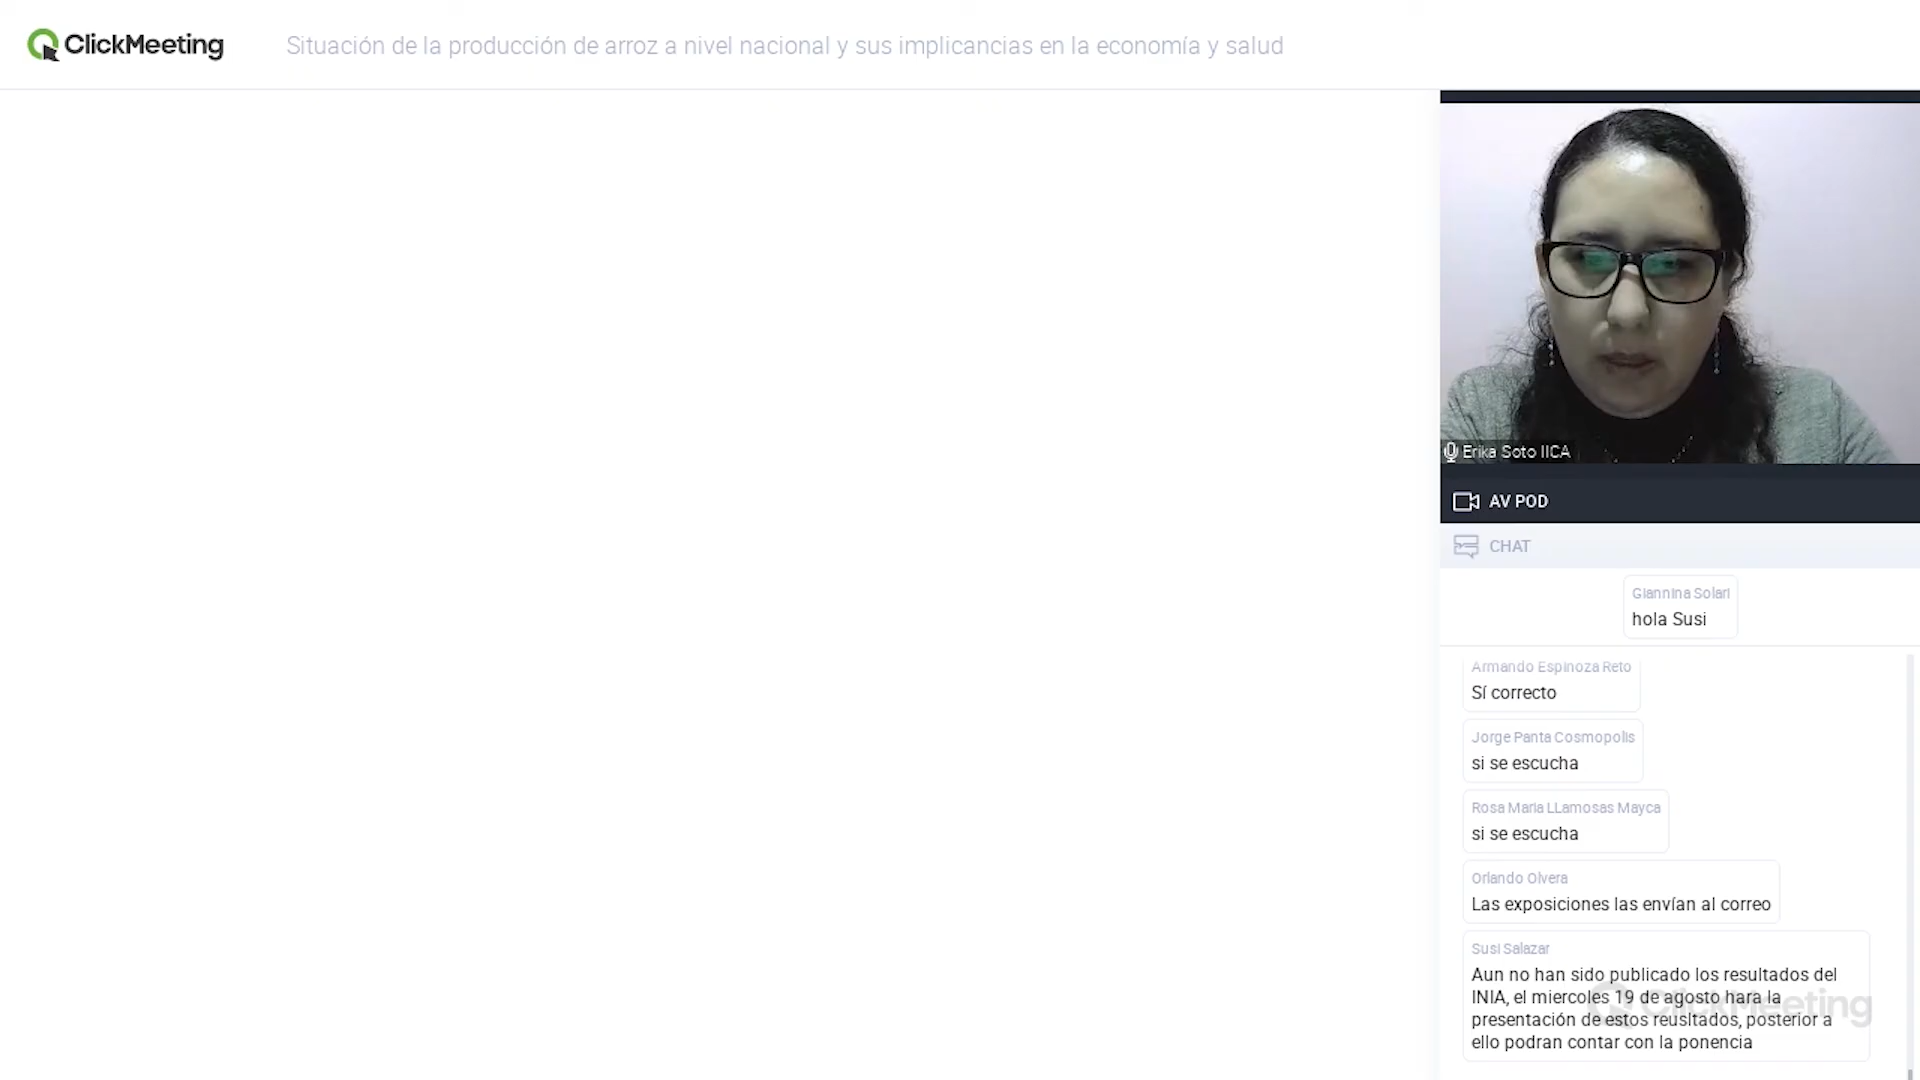 ClickMeeting
Situación de la producción de arroz a nivel nacional y sus implicancias en la economía y salud
Erika Soto IICA
AV POD
CHAT
Giannina Solari
hola Susi
Armando Espinoza Reto
Sí correcto
Jorge Panta Cosmopolis
si se escucha
Rosa Maria LLamosas Mayca
si se escucha
Orlando Olvera
Las exposiciones las envían al correo
Susi Salazar
Aun no han sido publicado los resultados del
INIA, el miercoles 19 de agosto hara la
presentación de estos reusltados, posterior a
ello podran contar con la ponencia
ClickMeeting